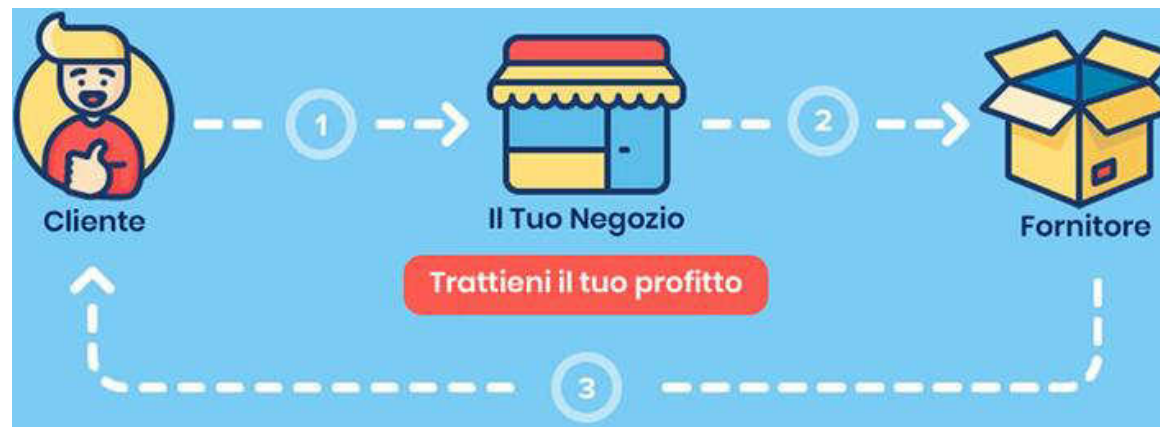 1
2
Cliente
Il Tuo Negozio
Fornitore
Trattieni il tuo profitto
3